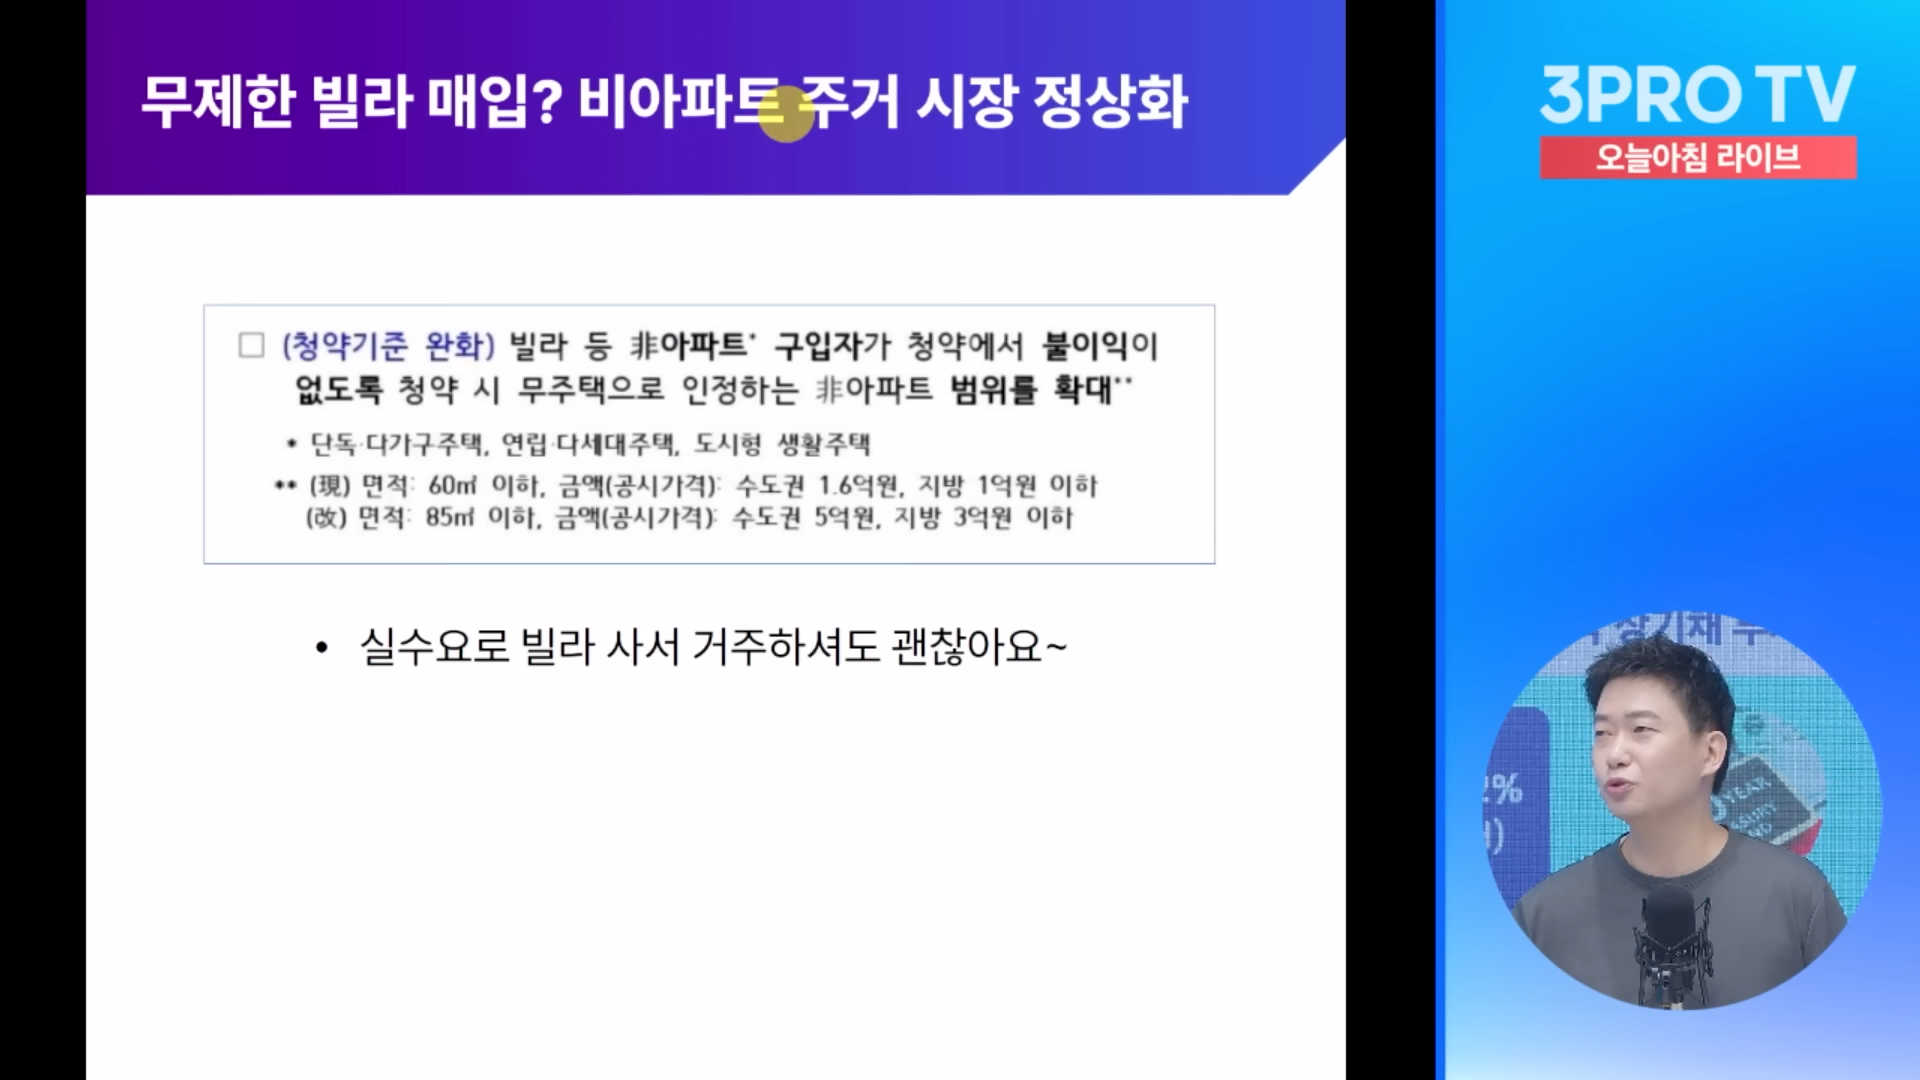 무제한 빌라 매입? 비아파트 주거 시장 정상화
3PRO TV
오늘아침 라이브
□ (청약기준 완화) 빌라 등 非아파트* 구입자가 청약에서 불이익이
없도록 청약 시 무주택으로 인정하는 非아파트 범위를 확대**
* 단독·다가구주택, 연립·다세대주택, 도시형 생활주택
** (現) 면적: 60㎡ 이하, 금액(공시가격): 수도권 1.6억원, 지방 1억원 이하
(改) 면적: 85㎡ 이하, 금액(공시가격): 수도권 5억원, 지방 3억원 이하
• 실수요로 빌라 사서 거주하셔도 괜찮아요~
2%
YEAR